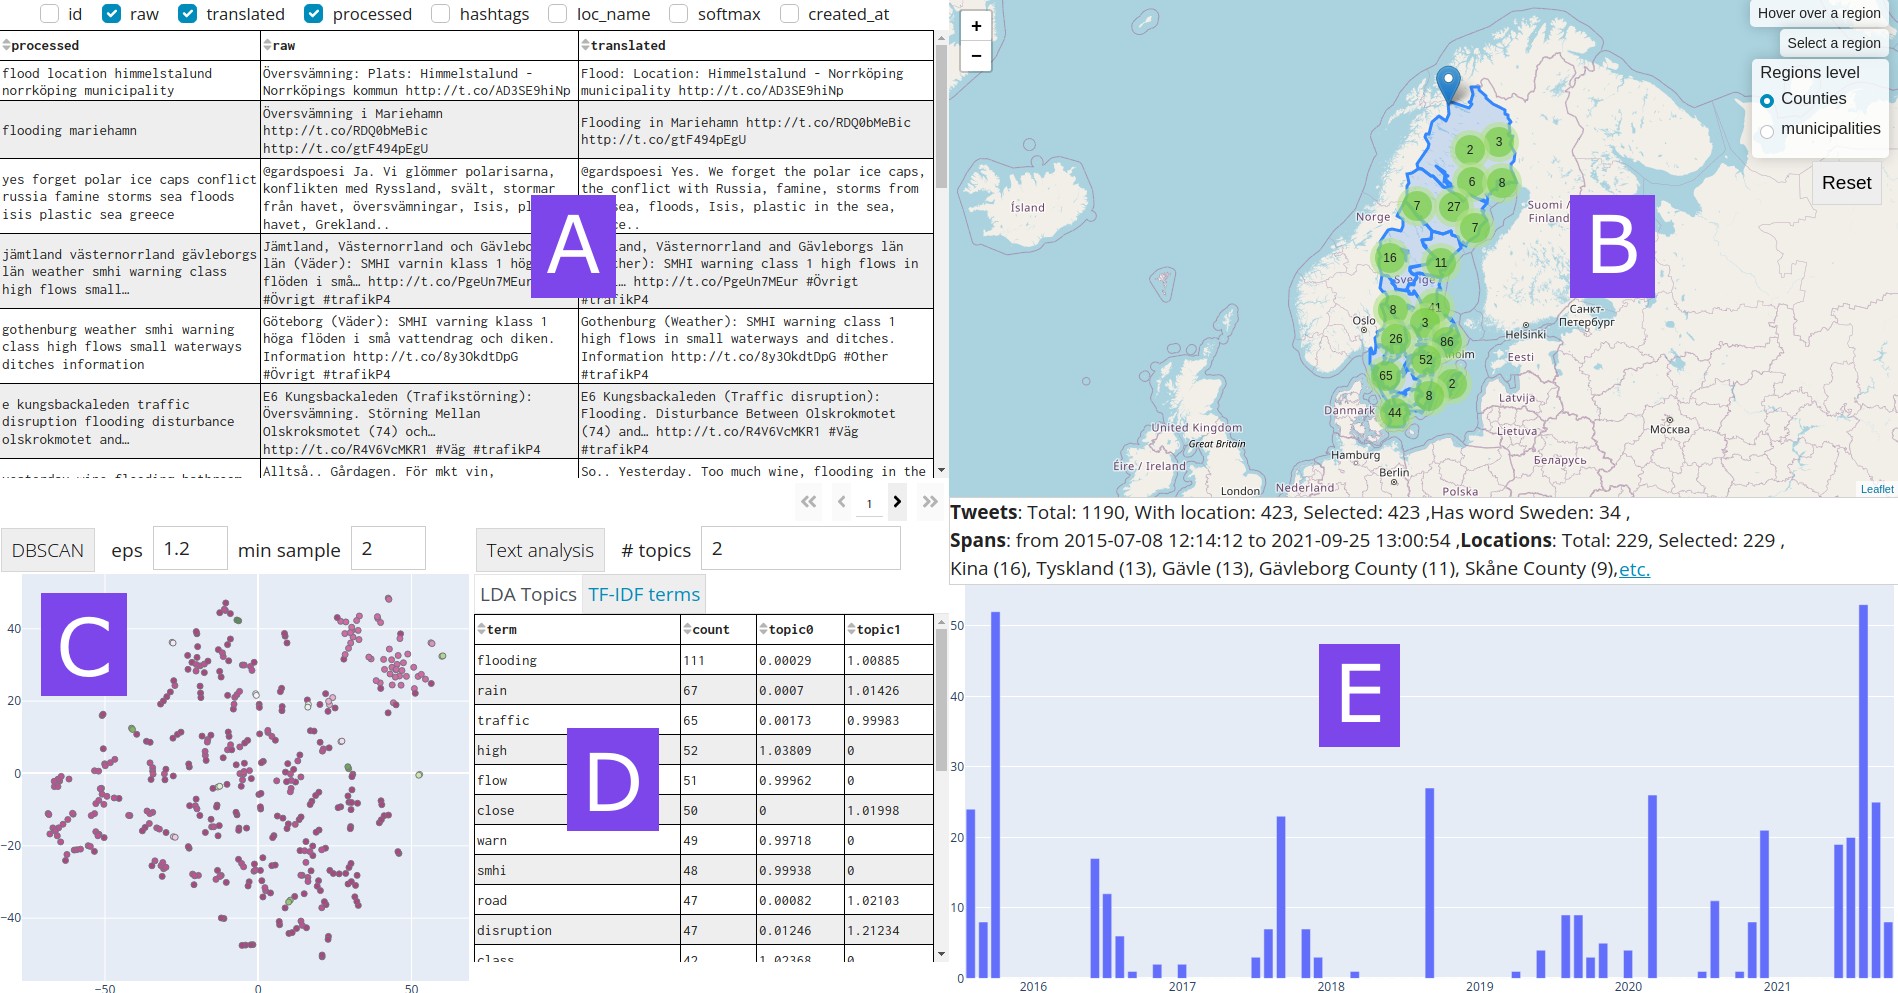 id raw translated processed hashtags loc_name softmax created_at
processed raw translated
flood location himmelstalund
norrköping municipality
Översvämning: Plats: Himmelstalund -
Norrköpings kommun http://t.co/AD3SE9hiNp
Flood: Location: Himmelstalund - Norrköping
municipality http://t.co/AD3SE9hiNp
flooding mariehamn
Översvämning i Mariehamn
http://t.co/RDQ0bMeBic
http://t.co/gtF494pEgU
Flooding in Mariehamn http://t.co/RDQ0bMeBic
http://t.co/gtF494pEgU
yes forget polar ice caps conflict
russia famine storms sea floods
isis plastic sea greece
@gardspoesi Ja. Vi glömmer polarisarna,
konflikten med Ryssland, svält, stormar
från havet, översvämningar, Isis, pl
havet, Grekland..
@gardspoesi Yes. We forget the polar ice caps,
the conflict with Russia, famine, storms from
sea, floods, Isis, plastic in the sea,
ce..
jämtland västernorrland gävleborgs
län weather smhi warning class
high flows small…
Jämtland, Västernorrland och Gävlebo
län (Väder): SMHI varnin klass 1 hög
flöden i små… http://t.co/PgeUn7MEur
#Övrigt #trafikP4
and, Västernorrland and Gävleborgs län
her): SMHI warning class 1 high flows in
… http://t.co/PgeUn7MEur #Övrigt
#trafikP4
gothenburg weather smhi warning
class high flows small waterways
ditches information
Göteborg (Väder): SMHI varning klass 1
höga flöden i små vattendrag och diken.
Information http://t.co/8y3OkdtDpG
#Övrigt #trafikP4
Gothenburg (Weather): SMHI warning class 1
high flows in small waterways and ditches.
Information http://t.co/8y3OkdtDpG #Other
#trafikP4
e kungsbackaleden traffic
disruption flooding disturbance
olskrokmotet and…
E6 Kungsbackaleden (Trafikstörning):
Översvämning. Störning Mellan
Olskroksmotet (74) och…
http://t.co/R4V6VcMKR1 #Väg #trafikP4
E6 Kungsbackaleden (Traffic disruption):
Flooding. Disturbance Between Olskrokmotet
(74) and… http://t.co/R4V6VcMKR1 #Väg
#trafikP4
Alltså.. Gårdagen. För mkt vin,
So.. Yesterday. Too much wine, flooding in the
A
« ‹ 1 › »
+
−
Hover over a region
Select a region
Regions level
Counties
municipalities
Reset
B
2
3
6
8
7
27
7
16
11
8
41
3
26
86
52
65
2
8
44
Ísland
Norge
Suomi /
Finland
Sverige
Oslo
holm
Helsinki
Санкт-
Петербург
Eesti
Latvija
Lietuva
Москва
Беларусь
Danmark
United Kingdom
Great Britain
Éire / Ireland
Hamburg
Berlin
Nederland
London
Polska
Leaflet
Tweets: Total: 1190, With location: 423, Selected: 423 ,Has word Sweden: 34 ,
Spans: from 2015-07-08 12:14:12 to 2021-09-25 13:00:54 ,Locations: Total: 229, Selected: 229 ,
Kina (16), Tyskland (13), Gävle (13), Gävleborg County (11), Skåne County (9),etc.
DBSCAN eps 1.2 min sample 2
C
40
20
0
−20
−40
−50 0 50
Text analysis # topics 2
LDA Topics TF-IDF terms
term count topic0 topic1
flooding 111 0.00029 1.00885
rain 67 0.0007 1.01426
traffic 65 0.00173 0.99983
high 52 1.03809 0
flow 51 0.99962 0
close 50 0 1.01998
warn 49 0.99718 0
smhi 48 0.99938 0
road 47 0.00082 1.02103
disruption 47 0.01246 1.21234
class 42 1.02368 0
D
E
50
40
30
20
10
0
2016 2017 2018 2019 2020 2021